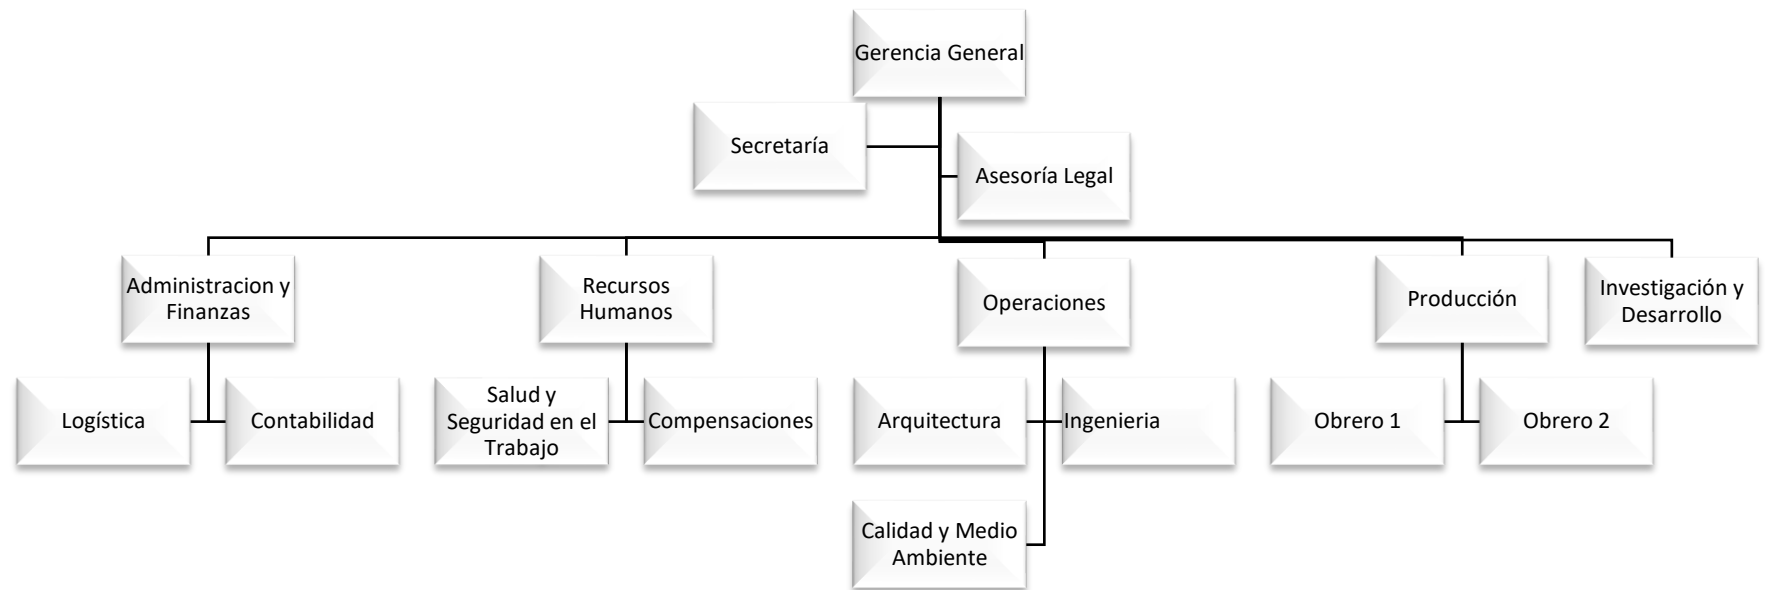 Gerencia General
Secretaría
Asesoría Legal
Administracion y
Finanzas
Recursos
Humanos
Operaciones
Producción
Investigación y
Desarrollo
Logística
Contabilidad
Salud y
Seguridad en el
Trabajo
Compensaciones
Arquitectura
Ingenieria
Obrero 1
Obrero 2
Calidad y Medio
Ambiente